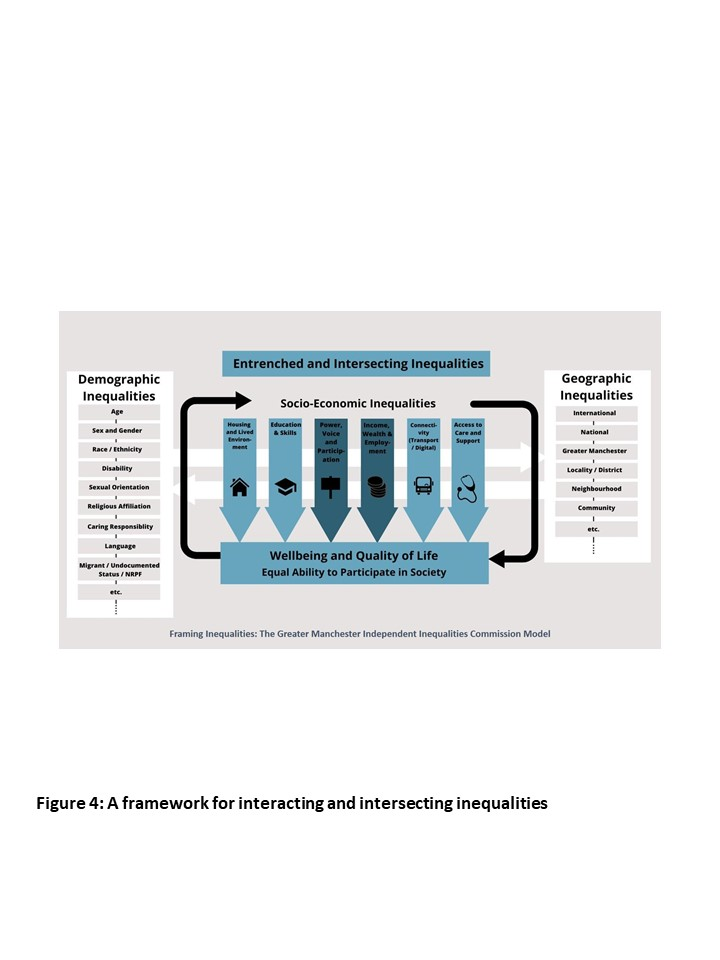 Entrenched and Intersecting Inequalities
Demographic
Inequalities
Age
Sex and Gender
Race / Ethnicity
Disability
Sexual Orientation
Religious Affiliation
Caring Responsiblity
Language
Migrant / Undocumented
Status / NRPF
etc.
Socio-Economic Inequalities
Housing
and Lived
Environ-
ment
Education
& Skills
Power,
Voice
and
Particip-
ation
Income,
Wealth &
Employ-
ment
Connecti-
vity
(Transport
/ Digital)
Access to
Care and
Support
Wellbeing and Quality of Life
Equal Ability to Participate in Society
Geographic
Inequalities
International
National
Greater Manchester
Locality / District
Neighbourhood
Community
etc.
Framing Inequalities: The Greater Manchester Independent Inequalities Commission Model
Figure 4: A framework for interacting and intersecting inequalities